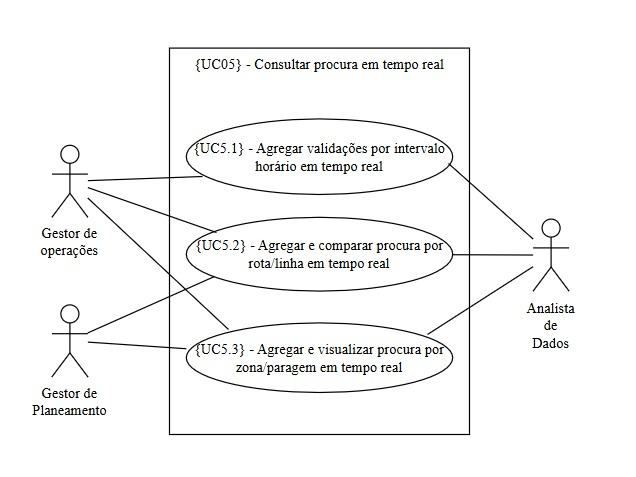 {UC05} - Consultar procura em tempo real
{UC5.1} - Agregar validações por intervalo
horário em tempo real
Gestor de
operações
{UC5.2} - Agregar e comparar procura por
rota/linha em tempo real
Analista
de
Dados
{UC5.3} - Agregar e visualizar procura por
zona/paragem em tempo real
Gestor de
Planeamento